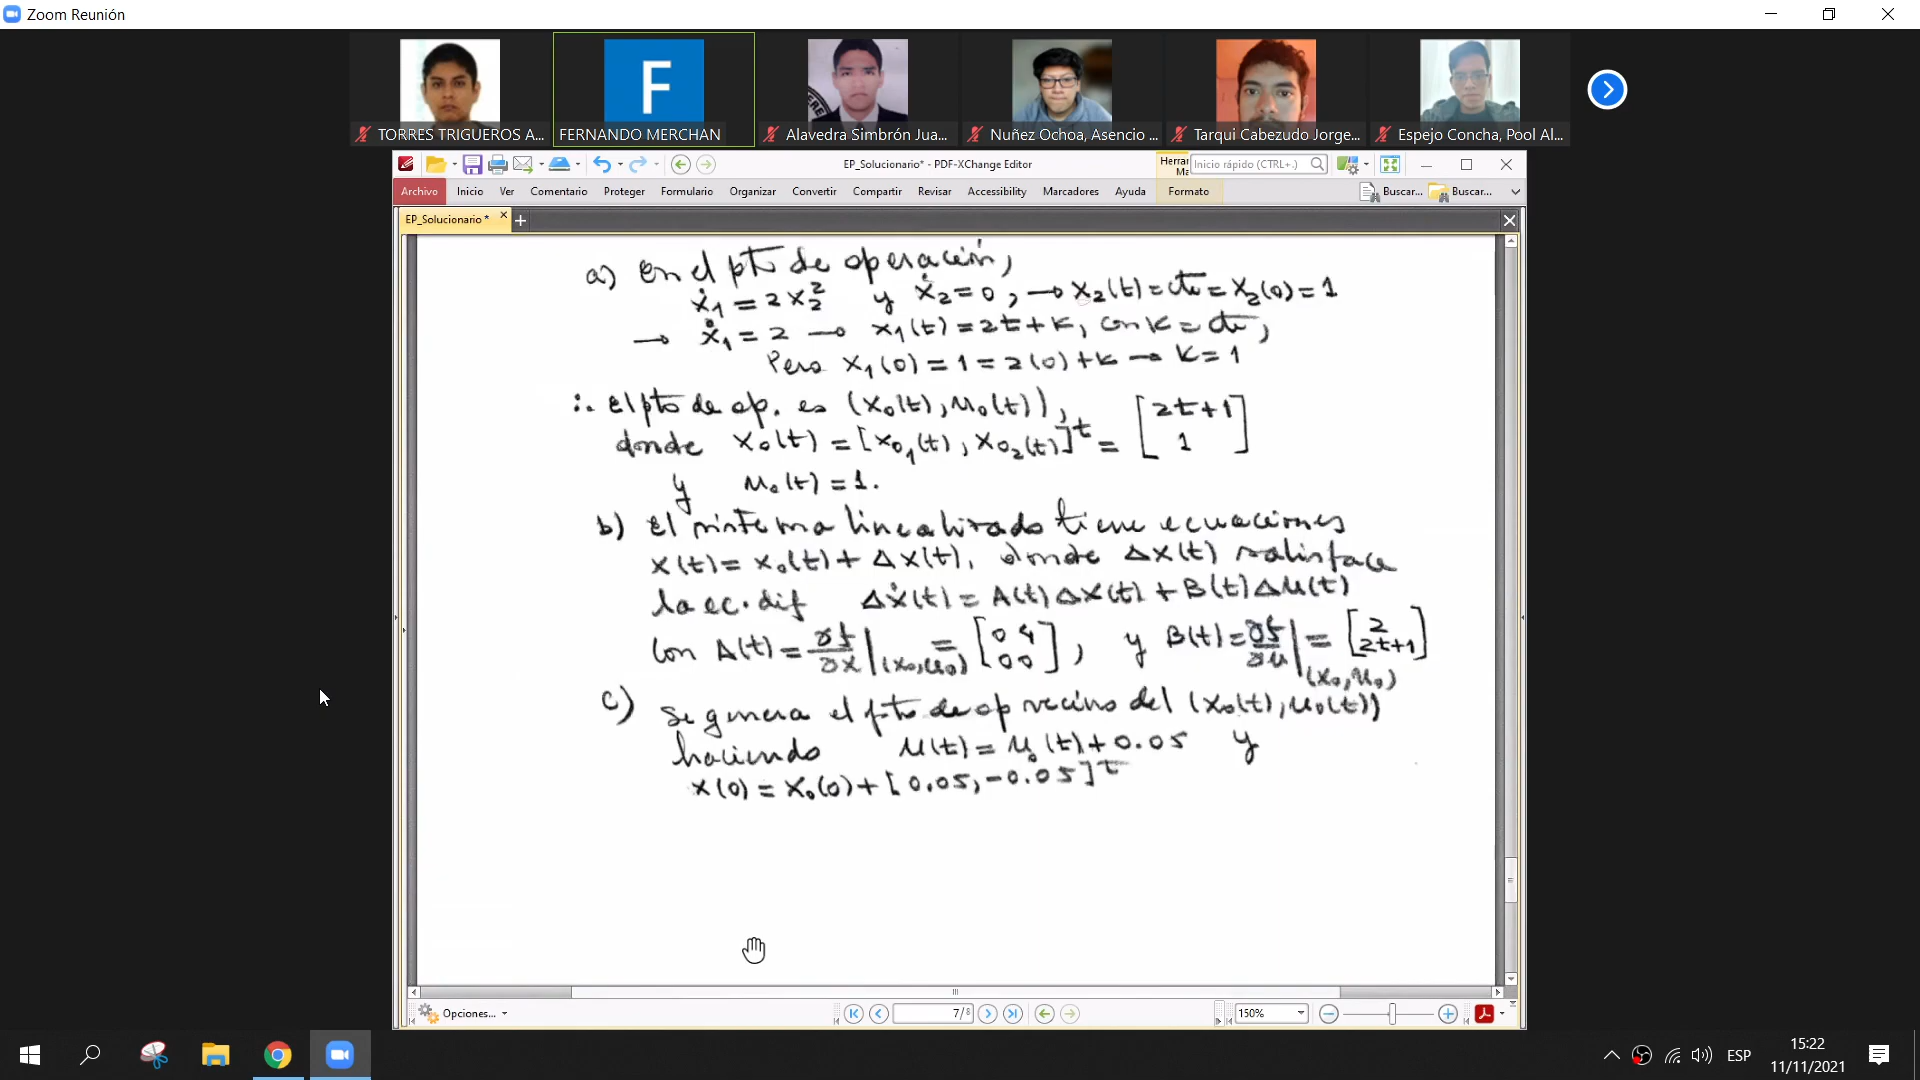 Zoom Reunión
TORRES TRIGUEROS A...
F
FERNANDO MERCHAN
Alavedra Simbrón Jua...
Nuñez Ochoa, Asencio ...
Tarqui Cabezudo Jorge...
Espejo Concha, Pool Al...
EP_Solucionario* - PDF-XChange Editor
Herrar
Ma
Inicio rápido (CTRL+.)
Archivo Inicio Ver Comentario Proteger Formulario Organizar Convertir Compartir Revisar Accessibility Marcadores Ayuda Formato Buscar... Buscar...
EP_Solucionario *
a) En el pto de operación,
ẋ₁ = 2x₂² y ẋ₂ = 0, → x₂(t) = cte = x₂(0) = 1
→ ẋ₁ = 2 → x₁(t) = 2t + k, con k = cte,
Pero x₁(0) = 1 = 2(0) + k → k = 1
∴ el pto de op. es (x₀(t), u₀(t)),
donde x₀(t) = [x₀₁(t), x₀₂(t)]ᵗ = [2t+1
1]
y u₀(t) = 1.
b) El sistema linealizado tiene ecuaciones
x(t) = x₀(t) + Δx(t), donde Δx(t) satisface
la ec. dif Δẋ(t) = A(t)Δx(t) + B(t)Δu(t)
con A(t) = ∂f/∂x |(x₀,u₀) = [0 4
0 0], y B(t) = ∂f/∂u |(x₀,u₀) = [2
2t+1]
c) Se genera el pto de op vecino del (x₀(t), u₀(t))
haciendo u(t) = u₀(t) + 0.05 y
x(0) = x₀(0) + [0.05, -0.05]ᵗ
Opciones...
7/8
150%
ESP
15:22
11/11/2021